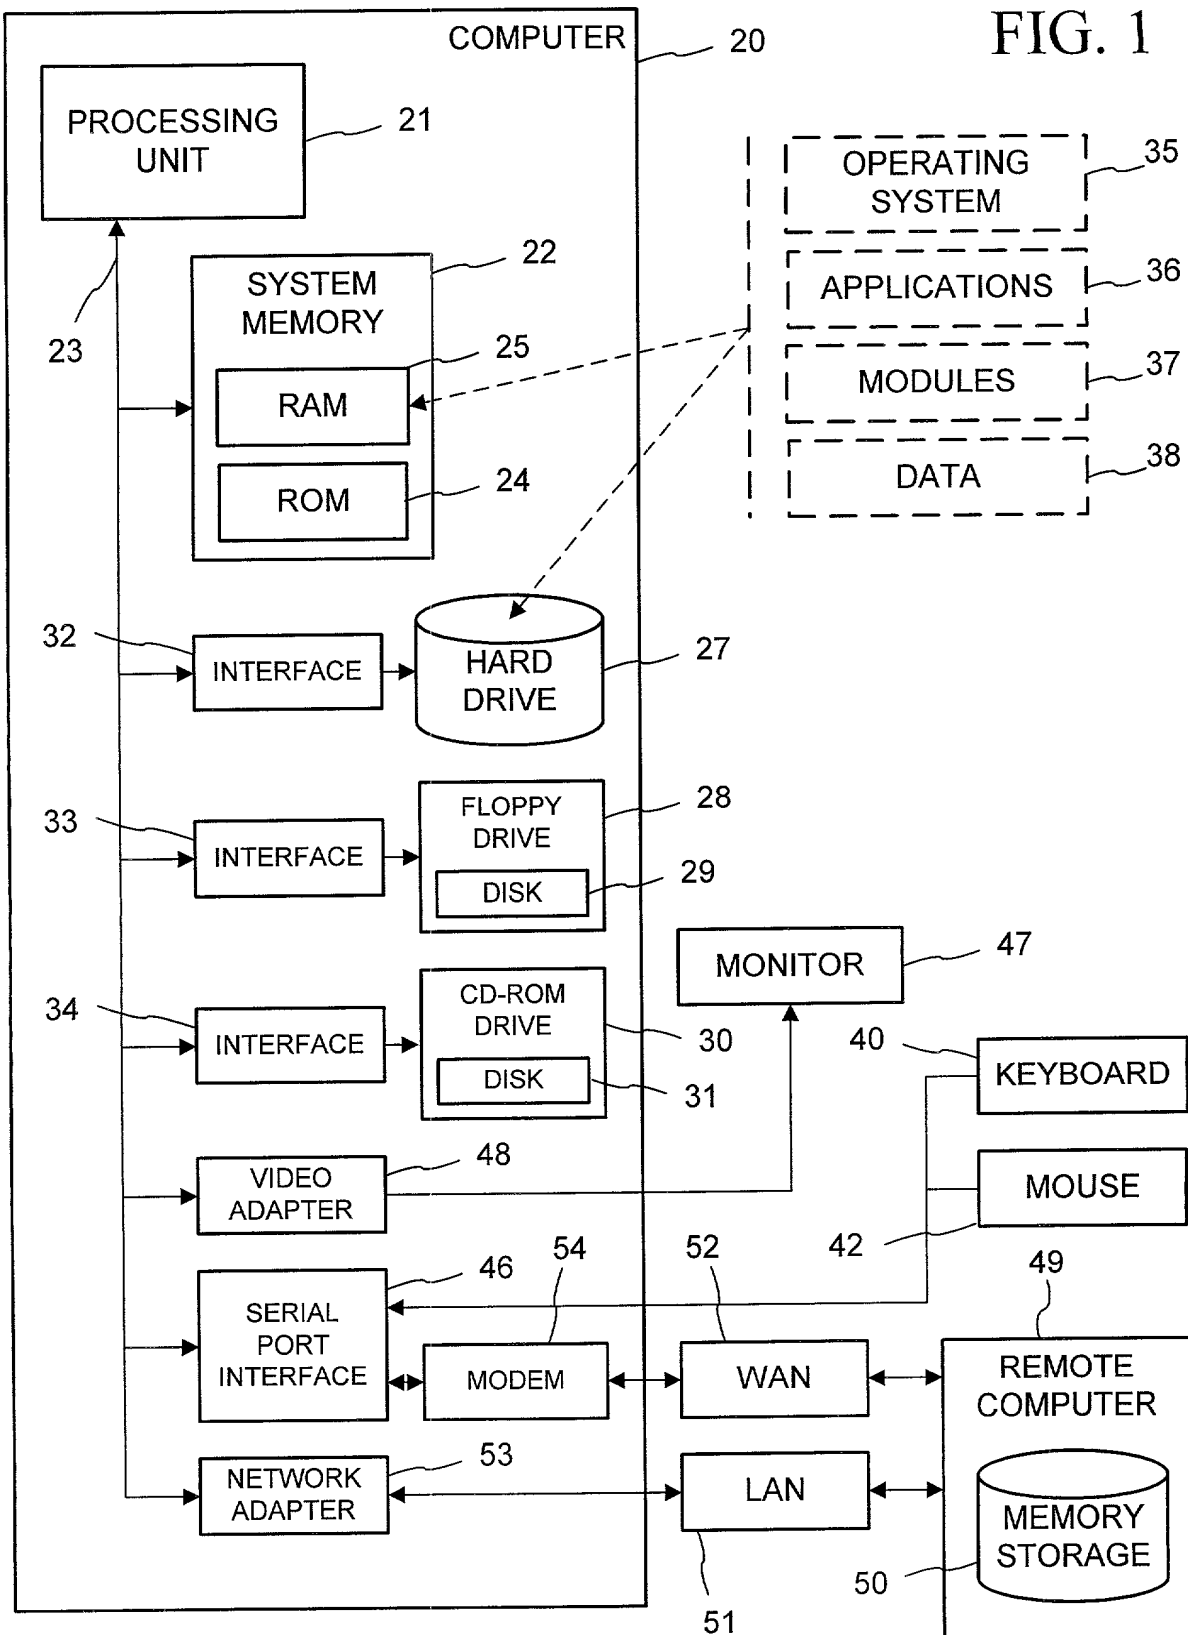 FIG. 1
COMPUTER
20
PROCESSING
UNIT
21
23
SYSTEM
MEMORY
22
25
RAM
ROM
24
OPERATING
SYSTEM
35
APPLICATIONS
36
MODULES
37
DATA
38
32
INTERFACE
HARD
DRIVE
27
33
INTERFACE
FLOPPY
DRIVE
28
DISK
29
34
INTERFACE
CD-ROM
DRIVE
30
DISK
31
MONITOR
47
40
KEYBOARD
MOUSE
42
VIDEO
ADAPTER
48
46
SERIAL
PORT
INTERFACE
54
MODEM
52
WAN
49
REMOTE
COMPUTER
NETWORK
ADAPTER
53
LAN
51
MEMORY
STORAGE
50